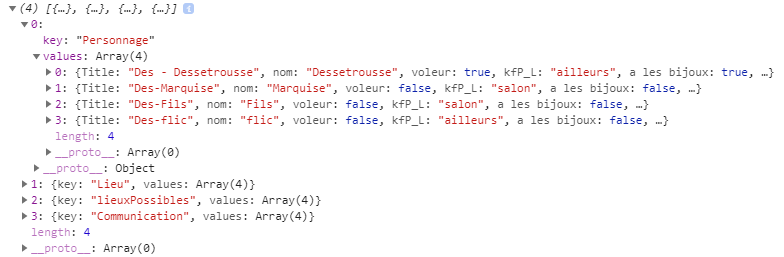 ▼ (4) [{…}, {…}, {…}, {…}] i
▼ 0:
key: "Personnage"
▼ values: Array(4)
▶ 0: {Title: "Des - Dessetrousse", nom: "Dessetrousse", voleur: true, kfP_L: "ailleurs", a les bijoux: true, …}
▶ 1: {Title: "Des-Marquise", nom: "Marquise", voleur: false, kfP_L: "salon", a les bijoux: false, …}
▶ 2: {Title: "Des-Fils", nom: "Fils", voleur: false, kfP_L: "salon", a les bijoux: false, …}
▶ 3: {Title: "Des-flic", nom: "flic", voleur: false, kfP_L: "ailleurs", a les bijoux: false, …}
length: 4
▶ __proto__: Array(0)
▶ __proto__: Object
▶ 1: {key: "Lieu", values: Array(4)}
▶ 2: {key: "lieuxPossibles", values: Array(4)}
▶ 3: {key: "Communication", values: Array(4)}
length: 4
▶ __proto__: Array(0)